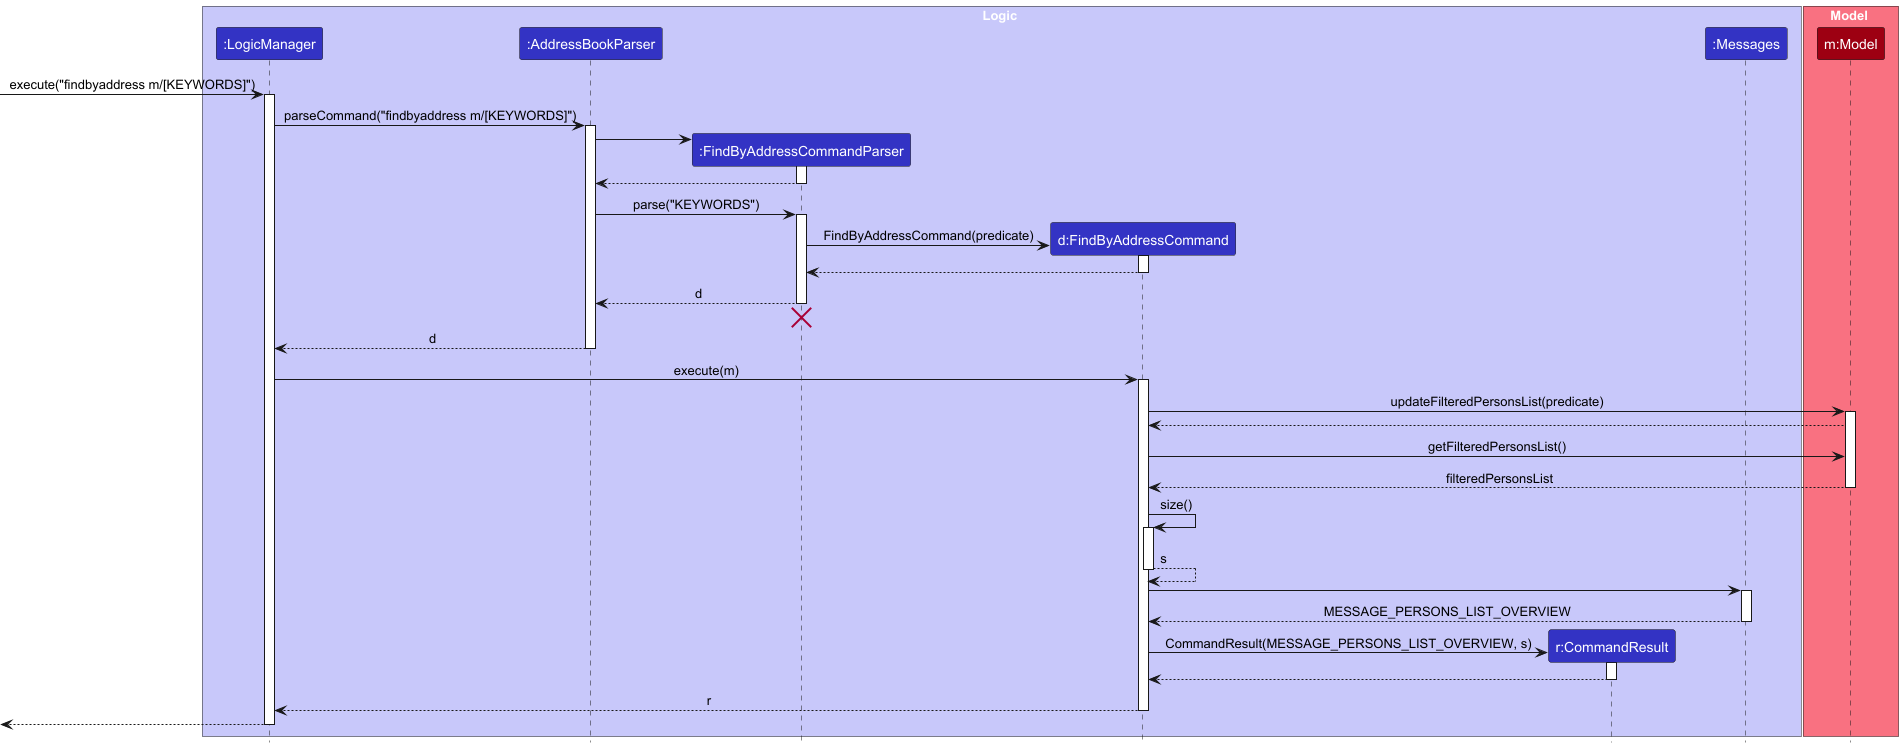 Logic
Model
:LogicManager
:AddressBookParser
:Messages
m:Model
execute("findbyaddress m/[KEYWORDS]")
parseCommand("findbyaddress m/[KEYWORDS]")
:FindByAddressCommandParser
parse("KEYWORDS")
FindByAddressCommand(predicate)
d:FindByAddressCommand
d
d
execute(m)
updateFilteredPersonsList(predicate)
getFilteredPersonsList()
filteredPersonsList
size()
s
MESSAGE_PERSONS_LIST_OVERVIEW
CommandResult(MESSAGE_PERSONS_LIST_OVERVIEW, s)
r:CommandResult
r